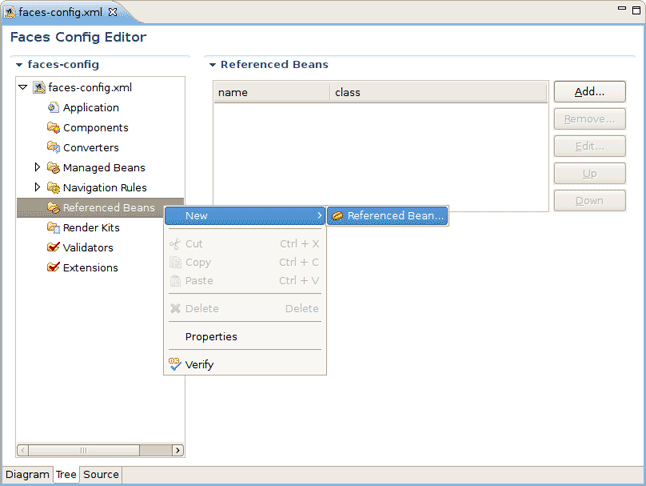 faces-config.xml
Faces Config Editor
faces-config
faces-config.xml
Application
Components
Converters
Managed Beans
Navigation Rules
Referenced Beans
Render Kits
Validators
Extensions
Referenced Beans
name class
Add...
Remove...
Edit...
Up
Down
New
Referenced Bean...
Cut Ctrl + X
Copy Ctrl + C
Paste Ctrl + V
Delete Delete
Properties
Verify
Diagram Tree Source